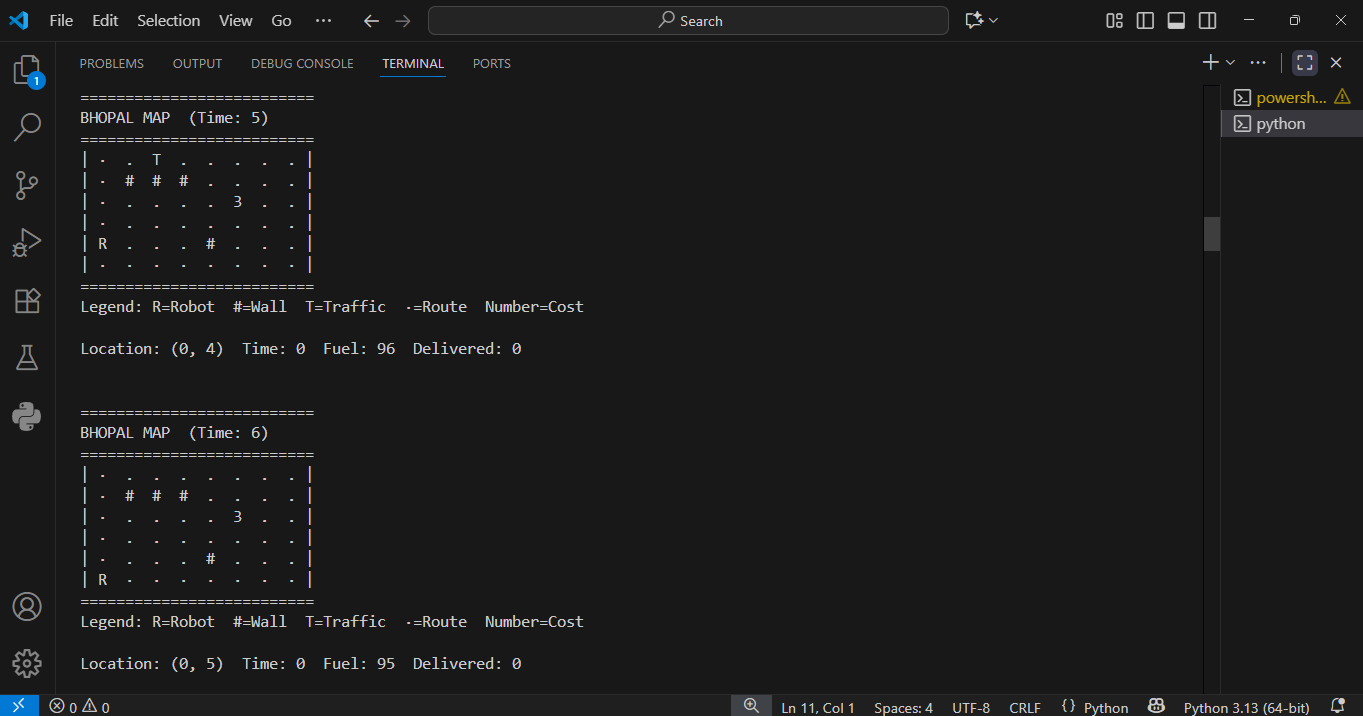 File Edit Selection View Go ··· Search
PROBLEMS OUTPUT DEBUG CONSOLE TERMINAL PORTS
1
powersh...
python
==========================
BHOPAL MAP  (Time: 5)
==========================
| ·  .  T  .  .  .  .  . |
| ·  #  #  #  .  .  .  . |
| ·  .  .  .  .  3  .  . |
| ·  .  .  .  .  .  .  . |
| R  .  .  .  #  .  .  . |
| ·  ·  ·  ·  ·  ·  ·  · |
==========================
Legend: R=Robot  #=Wall  T=Traffic  ·=Route  Number=Cost
Location: (0, 4)  Time: 0  Fuel: 96  Delivered: 0
==========================
BHOPAL MAP  (Time: 6)
==========================
| ·  .  .  .  .  .  .  . |
| ·  #  #  #  .  .  .  . |
| ·  .  .  .  .  3  .  . |
| ·  .  .  .  .  .  .  . |
| ·  .  .  .  #  .  .  . |
| R  ·  ·  ·  ·  ·  ·  · |
==========================
Legend: R=Robot  #=Wall  T=Traffic  ·=Route  Number=Cost
Location: (0, 5)  Time: 0  Fuel: 95  Delivered: 0
0 0 Ln 11, Col 1 Spaces: 4 UTF-8 CRLF {} Python Python 3.13 (64-bit)